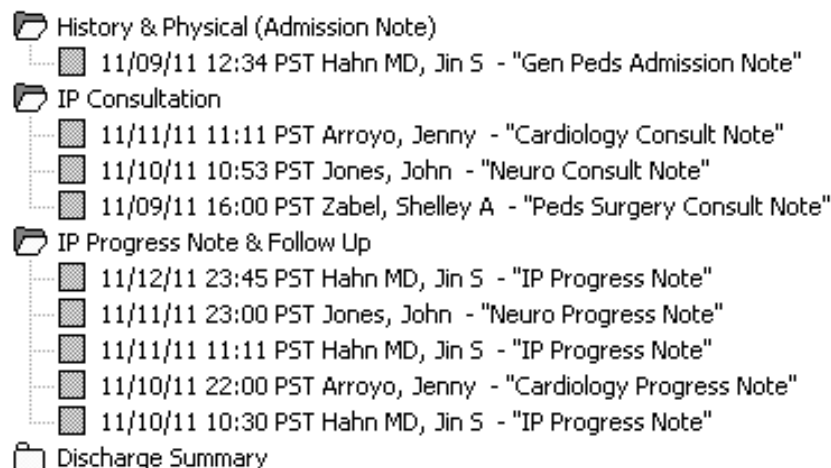 History & Physical (Admission Note)
11/09/11 12:34 PST Hahn MD, Jin S - "Gen Peds Admission Note"
IP Consultation
11/11/11 11:11 PST Arroyo, Jenny - "Cardiology Consult Note"
11/10/11 10:53 PST Jones, John - "Neuro Consult Note"
11/09/11 16:00 PST Zabel, Shelley A - "Peds Surgery Consult Note"
IP Progress Note & Follow Up
11/12/11 23:45 PST Hahn MD, Jin S - "IP Progress Note"
11/11/11 23:00 PST Jones, John - "Neuro Progress Note"
11/11/11 11:11 PST Hahn MD, Jin S - "IP Progress Note"
11/10/11 22:00 PST Arroyo, Jenny - "Cardiology Progress Note"
11/10/11 10:30 PST Hahn MD, Jin S - "IP Progress Note"
Discharge Summary